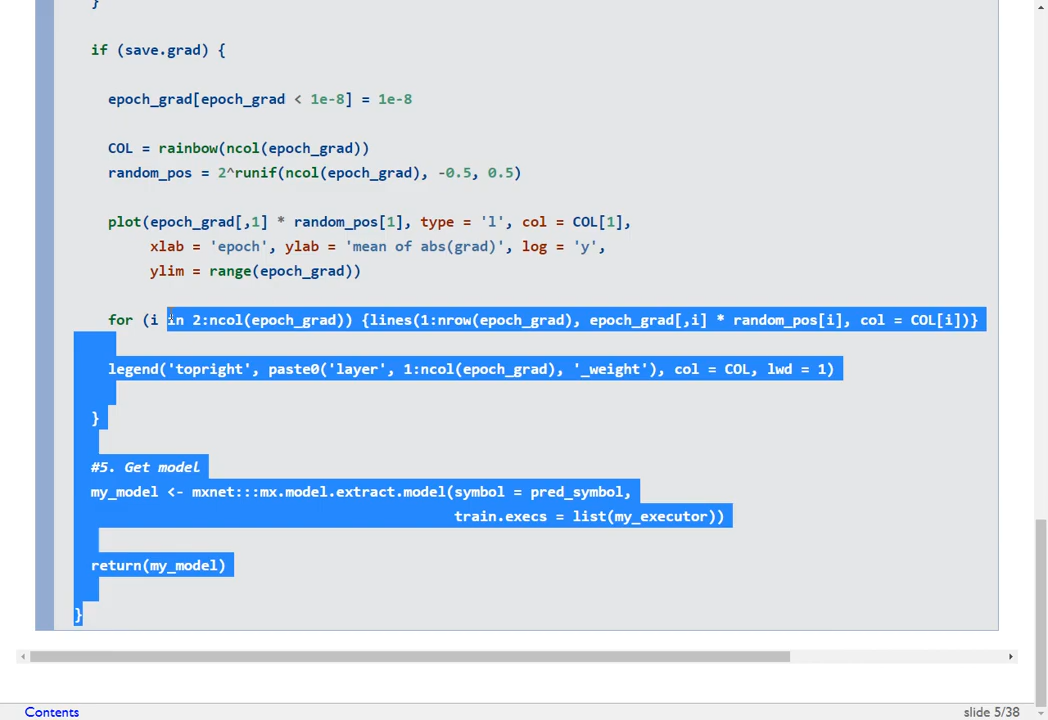 }
if (save.grad) {
epoch_grad[epoch_grad < 1e-8] = 1e-8
COL = rainbow(ncol(epoch_grad))
random_pos = 2^runif(ncol(epoch_grad), -0.5, 0.5)
plot(epoch_grad[,1] * random_pos[1], type = 'l', col = COL[1],
xlab = 'epoch', ylab = 'mean of abs(grad)', log = 'y',
ylim = range(epoch_grad))
for (i in 2:ncol(epoch_grad)) {lines(1:nrow(epoch_grad), epoch_grad[,i] * random_pos[i], col = COL[i])}
legend('topright', paste0('layer', 1:ncol(epoch_grad), '_weight'), col = COL, lwd = 1)
}
#5. Get model
my_model <- mxnet:::mx.model.extract.model(symbol = pred_symbol,
train.execs = list(my_executor))
return(my_model)
}
Contents
slide 5/38